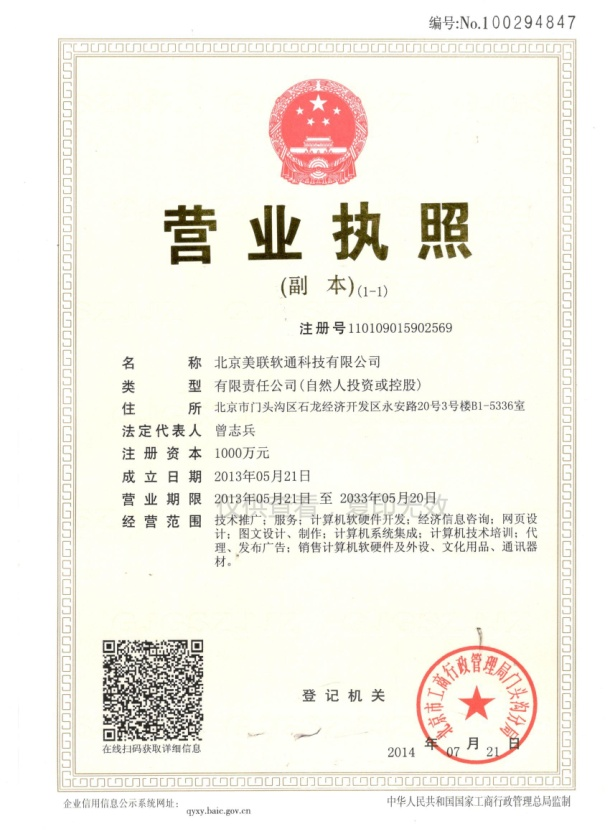 编号:No.100294847
营业执照
(副 本)(1-1)
注册号110109015902569
名 称 北京美联软通科技有限公司
类 型 有限责任公司(自然人投资或控股)
住 所 北京市门头沟区石龙经济开发区永安路20号3号楼B1-5336室
法定代表人 曾志兵
注册资本 1000万元
成立日期 2013年05月21日
营业期限 2013年05月21日 至 2033年05月20日
仅供查看 复印无效
经营范围 技术推广;服务;计算机软硬件开发;经济信息咨询;网页设
计;图文设计、制作;计算机系统集成;计算机技术培训;代
理、发布广告;销售计算机软硬件及外设、文化用品、通讯器
材。
在线扫码获取详细信息
登记机关
北京市工商行政管理局门头沟分局
2014 年 07 月 21 日
企业信用信息公示系统网址: qyxy.baic.gov.cn
中华人民共和国国家工商行政管理总局监制